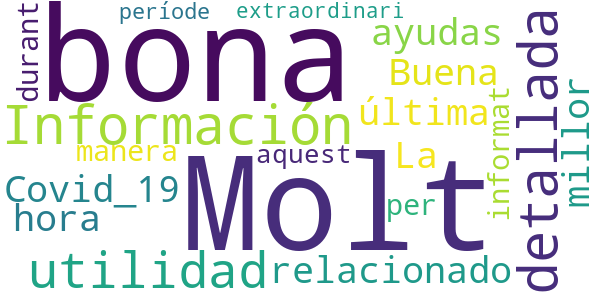 període
extraordinari
durant
bona
ayudas
Buena
detallada
Información
última
millor
manera
aquest
La
informat
Molt
Covid_19
per
hora
utilidad
relacionado